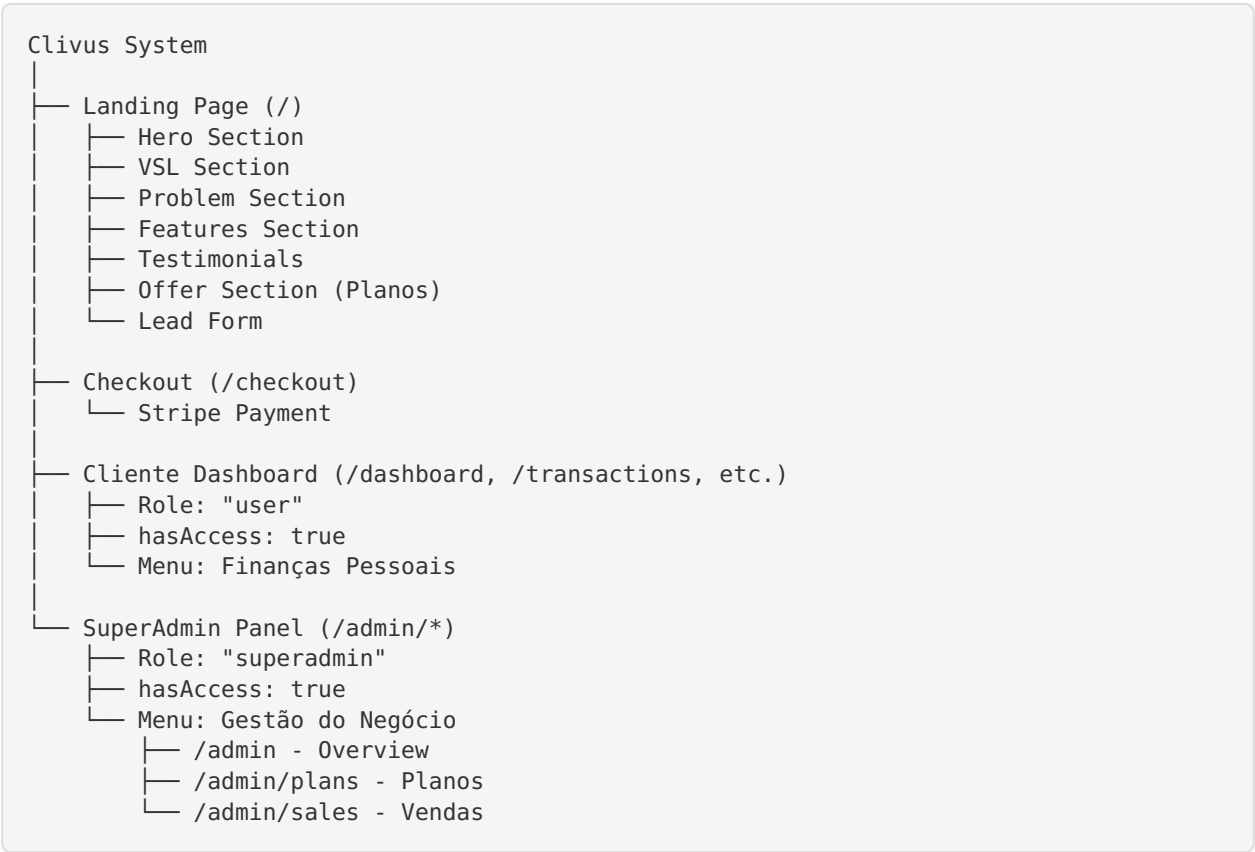 Clivus System
│
├── Landing Page (/)
│   ├── Hero Section
│   ├── VSL Section
│   ├── Problem Section
│   ├── Features Section
│   ├── Testimonials
│   ├── Offer Section (Planos)
│   └── Lead Form
│
├── Checkout (/checkout)
│   └── Stripe Payment
│
├── Cliente Dashboard (/dashboard, /transactions, etc.)
│   ├── Role: "user"
│   ├── hasAccess: true
│   └── Menu: Finanças Pessoais
│
└── SuperAdmin Panel (/admin/*)
    ├── Role: "superadmin"
    ├── hasAccess: true
    └── Menu: Gestão do Negócio
        ├── /admin - Overview
        ├── /admin/plans - Planos
        └── /admin/sales - Vendas